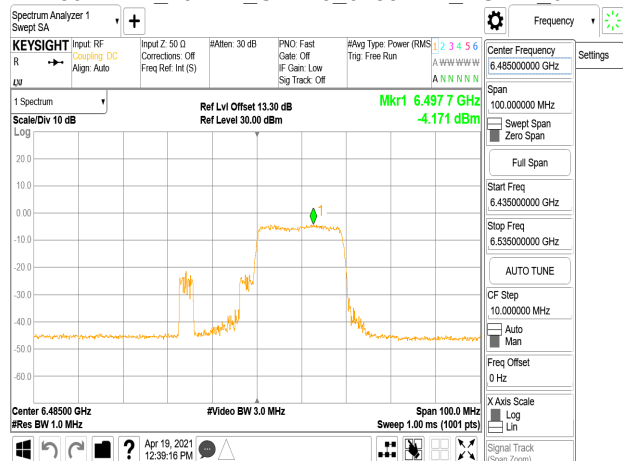 Spectrum Analyzer 1
Swept SA
Frequency
KEYSIGHT
R
Input: RF
Coupling: DC
Align: Auto
Input Z: 50 Ω
Corrections: Off
Freq Ref: Int (S)
#Atten: 30 dB
PNO: Fast
Gate: Off
IF Gain: Low
Sig Track: Off
#Avg Type: Power (RMS
Trig: Free Run
1 2 3 4 5 6
A W W W W W
A N N N N N
1 Spectrum
Scale/Div 10 dB
Log
Ref Lvl Offset 13.30 dB
Ref Level 30.00 dBm
Mkr1 6.497 7 GHz
-4.171 dBm
20.0
10.0
0.00
-10.0
-20.0
-30.0
-40.0
-50.0
-60.0
1
Center 6.48500 GHz
#Res BW 1.0 MHz
#Video BW 3.0 MHz
Span 100.0 MHz
Sweep 1.00 ms (1001 pts)
Apr 19, 2021
12:39:16 PM
Center Frequency
6.485000000 GHz
Settings
Span
100.000000 MHz
Swept Span
Zero Span
Full Span
Start Freq
6.435000000 GHz
Stop Freq
6.535000000 GHz
AUTO TUNE
CF Step
10.000000 MHz
Auto
Man
Freq Offset
0 Hz
X Axis Scale
Log
Lin
Signal Track
(Span Zoom)